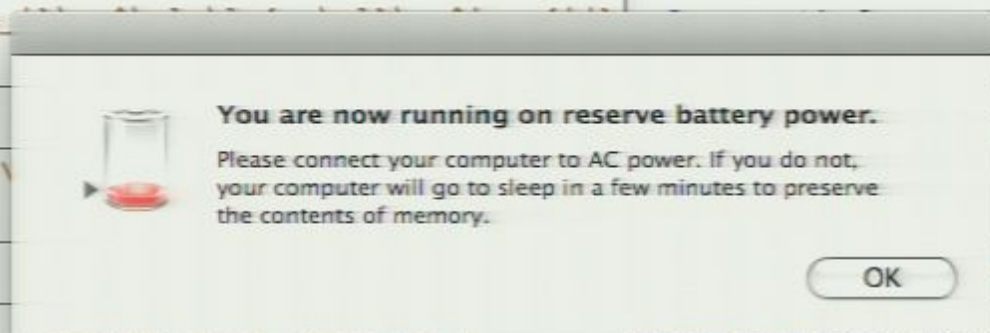 You are now running on reserve battery power.
Please connect your computer to AC power. If you do not,
your computer will go to sleep in a few minutes to preserve
the contents of memory.
OK